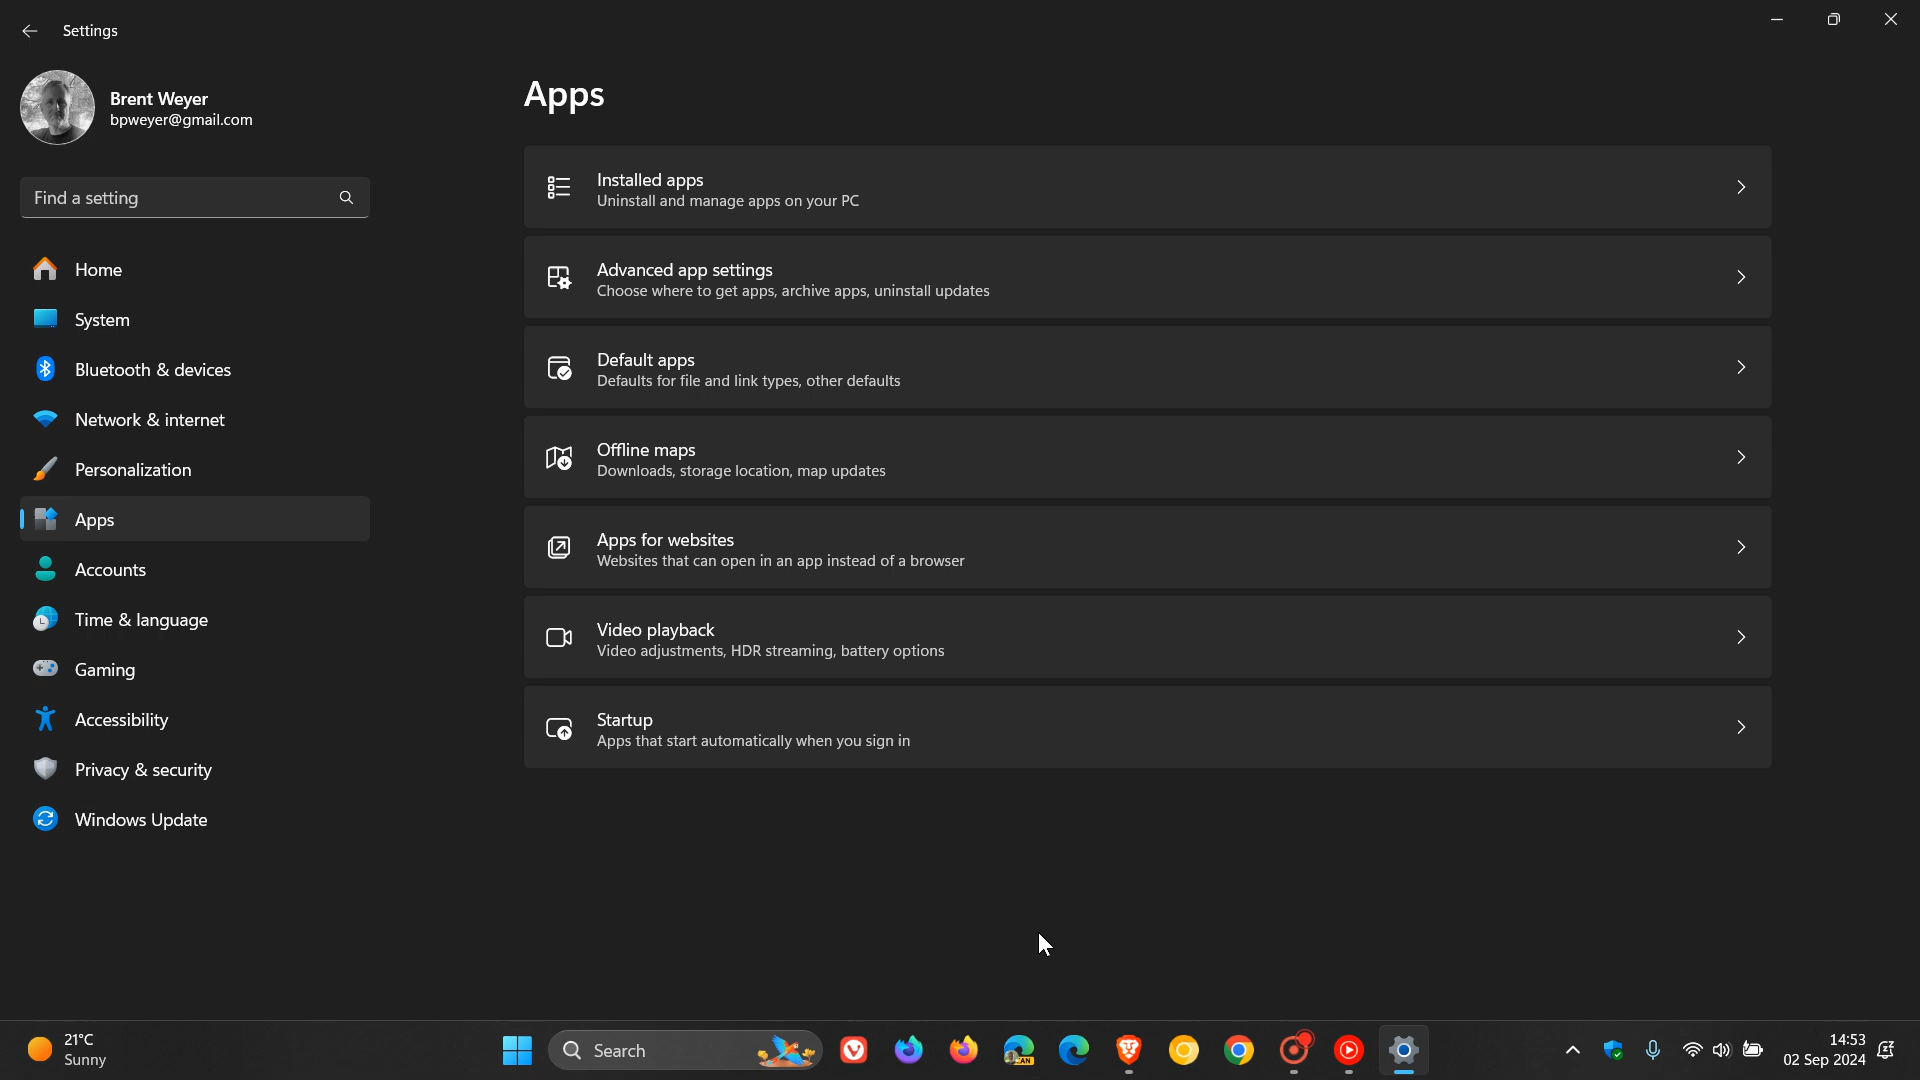 Settings
Brent Weyer
bpweyer@gmail.com
Find a setting
Home
System
Bluetooth & devices
Network & internet
Personalization
Apps
Accounts
Time & language
Gaming
Accessibility
Privacy & security
Windows Update
Apps
Installed apps
Uninstall and manage apps on your PC
Advanced app settings
Choose where to get apps, archive apps, uninstall updates
Default apps
Defaults for file and link types, other defaults
Offline maps
Downloads, storage location, map updates
Apps for websites
Websites that can open in an app instead of a browser
Video playback
Video adjustments, HDR streaming, battery options
Startup
Apps that start automatically when you sign in
21°C
Sunny
Search
14:53
02 Sep 2024